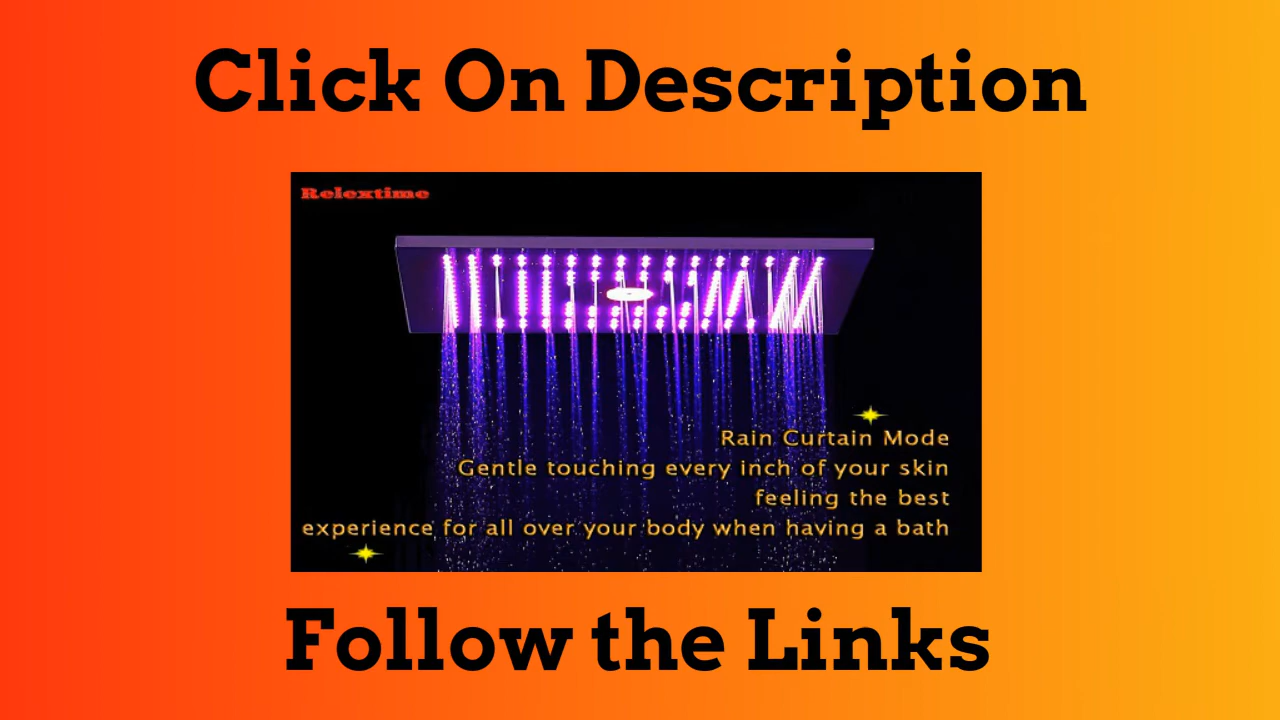 Click On Description
Relextime
Rain Curtain Mode
Gentle touching every inch of your skin
feeling the best
experience for all over your body when having a bath
Follow the Links